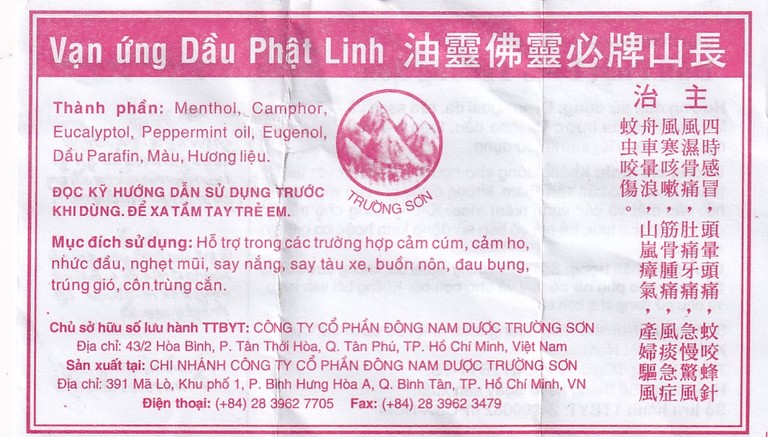 Vạn ứng Dầu Phật Linh 長山牌必靈佛靈油
Thành phần: Menthol, Camphor,
Eucalyptol, Peppermint oil, Eugenol,
Dầu Parafin, Màu, Hương liệu.
ĐỌC KỸ HƯỚNG DẪN SỬ DỤNG TRƯỚC
KHI DÙNG. ĐỂ XA TẦM TAY TRẺ EM.
TRƯỜNG SƠN
Mục đích sử dụng: Hỗ trợ trong các trường hợp cảm cúm, cảm ho,
nhức đầu, nghẹt mũi, say nắng, say tàu xe, buồn nôn, đau bụng,
trúng gió, côn trùng cắn.
Chủ sở hữu số lưu hành TTBYT: CÔNG TY CỔ PHẦN ĐÔNG NAM DƯỢC TRƯỜNG SƠN
Địa chỉ: 43/2 Hòa Bình, P. Tân Thới Hòa, Q. Tân Phú, TP. Hồ Chí Minh, Việt Nam
Sản xuất tại: CHI NHÁNH CÔNG TY CỔ PHẦN ĐÔNG NAM DƯỢC TRƯỜNG SƠN
Địa chỉ: 391 Mã Lò, Khu phố 1, P. Bình Hưng Hòa A, Q. Bình Tân, TP. Hồ Chí Minh, VN
Điện thoại: (+84) 28 3962 7705 Fax: (+84) 28 3962 3479
主治
四時感冒，頭暈頭痛，蚊咬蜂針
風濕骨痛，肚痛牙痛，急慢驚風
風寒咳嗽，筋骨腫痛，風痰急症
舟車暈浪，山嵐瘴氣，產婦驅風
蚊虫咬傷。